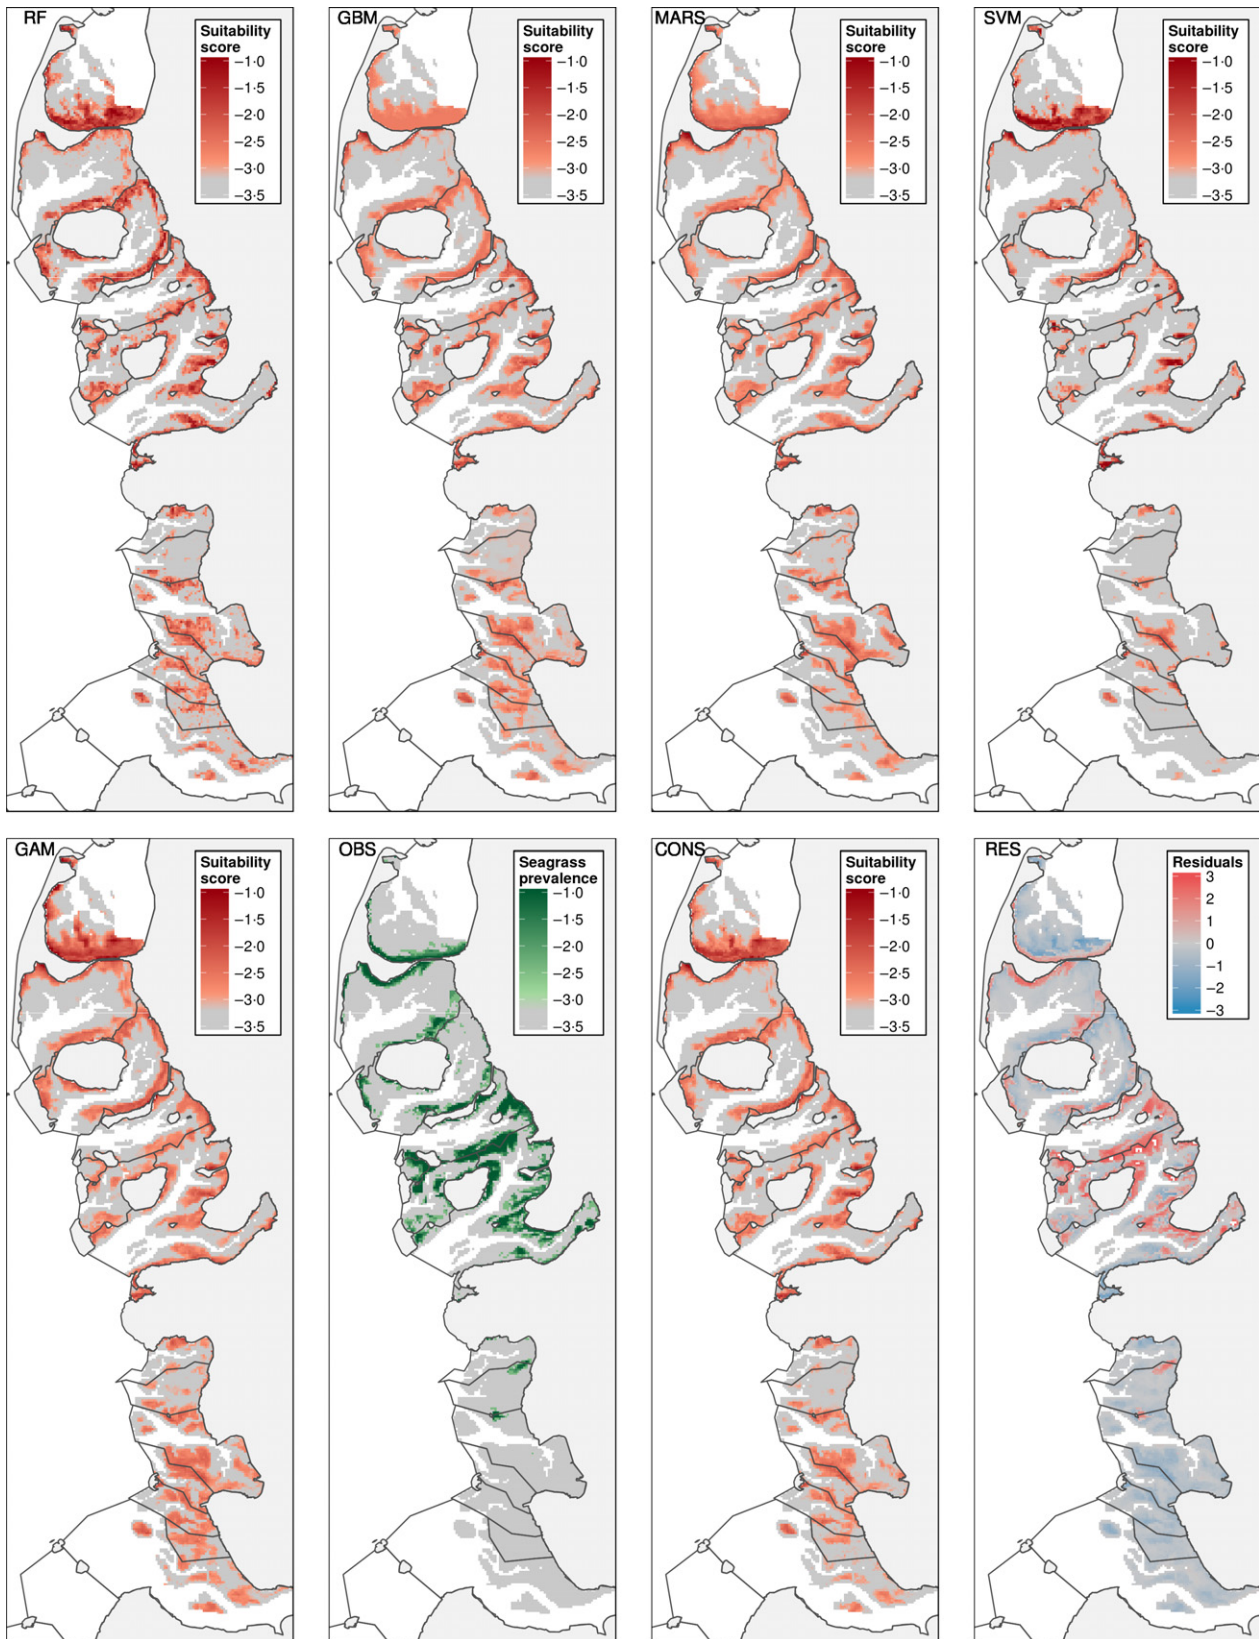 RF
Suitability
score
−1·0
−1·5
−2·0
−2·5
−3·0
−3·5
GBM
Suitability
score
−1·0
−1·5
−2·0
−2·5
−3·0
−3·5
MARS
Suitability
score
−1·0
−1·5
−2·0
−2·5
−3·0
−3·5
SVM
Suitability
score
−1·0
−1·5
−2·0
−2·5
−3·0
−3·5
GAM
Suitability
score
−1·0
−1·5
−2·0
−2·5
−3·0
−3·5
OBS
Seagrass
prevalence
−1·0
−1·5
−2·0
−2·5
−3·0
−3·5
CONS
Suitability
score
−1·0
−1·5
−2·0
−2·5
−3·0
−3·5
RES
Residuals
3
2
1
0
−1
−2
−3